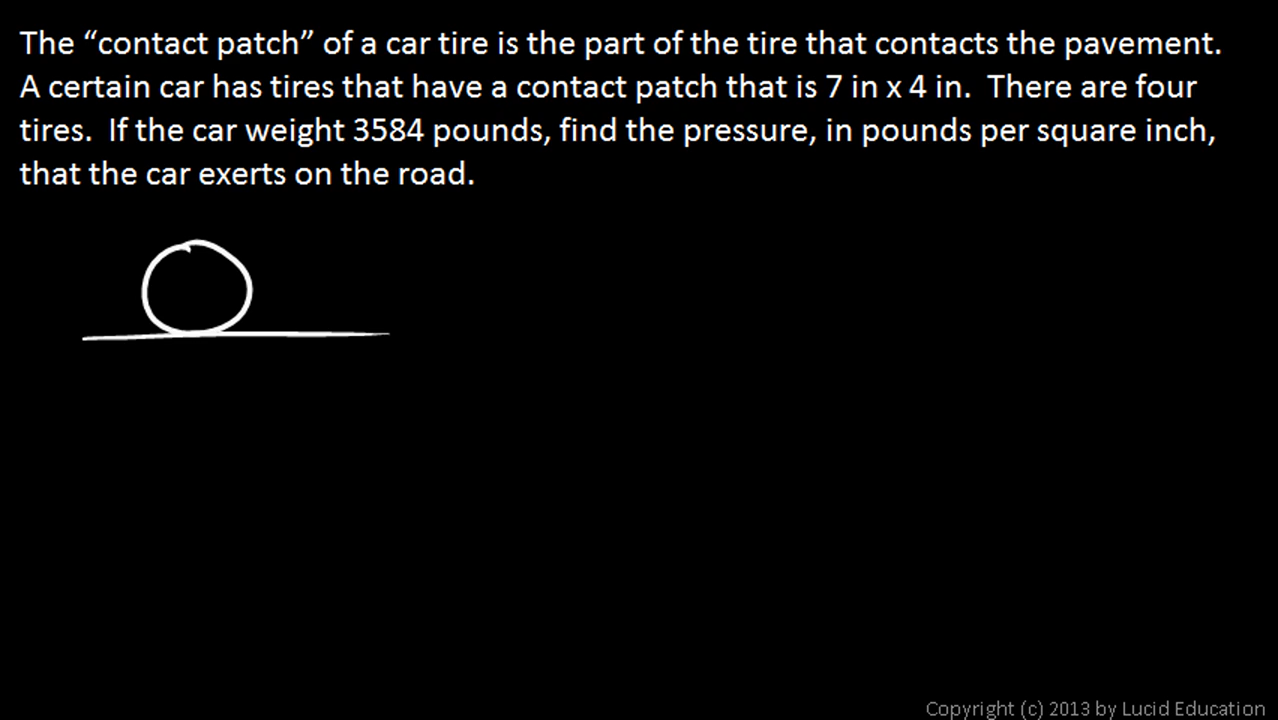 The “contact patch” of a car tire is the part of the tire that contacts the pavement.
A certain car has tires that have a contact patch that is 7 in x 4 in.  There are four
tires.  If the car weight 3584 pounds, find the pressure, in pounds per square inch,
that the car exerts on the road.
Copyright (c) 2013 by Lucid Education